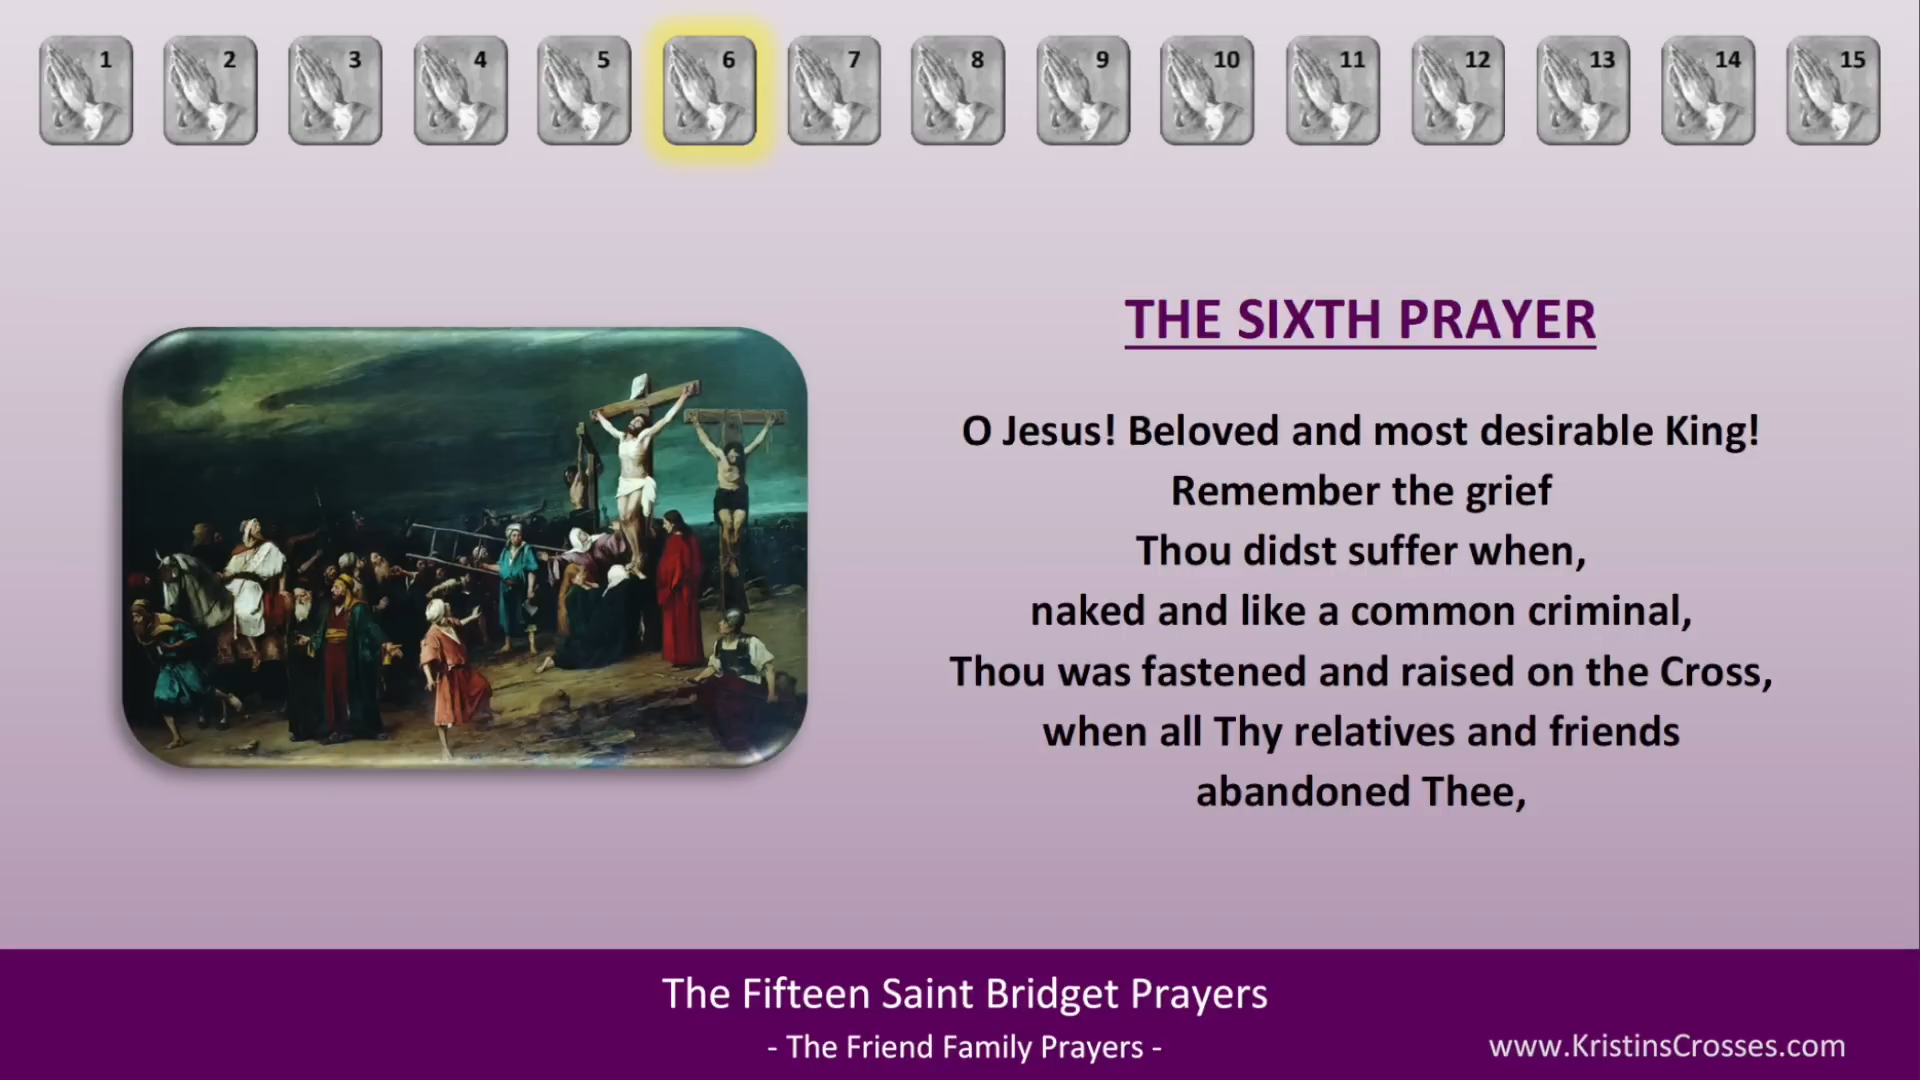 1 2 3 4 5 6 7 8 9 10 11 12 13 14 15
THE SIXTH PRAYER
O Jesus! Beloved and most desirable King!
Remember the grief
Thou didst suffer when,
naked and like a common criminal,
Thou was fastened and raised on the Cross,
when all Thy relatives and friends
abandoned Thee,
The Fifteen Saint Bridget Prayers
- The Friend Family Prayers -
www.KristinsCrosses.com